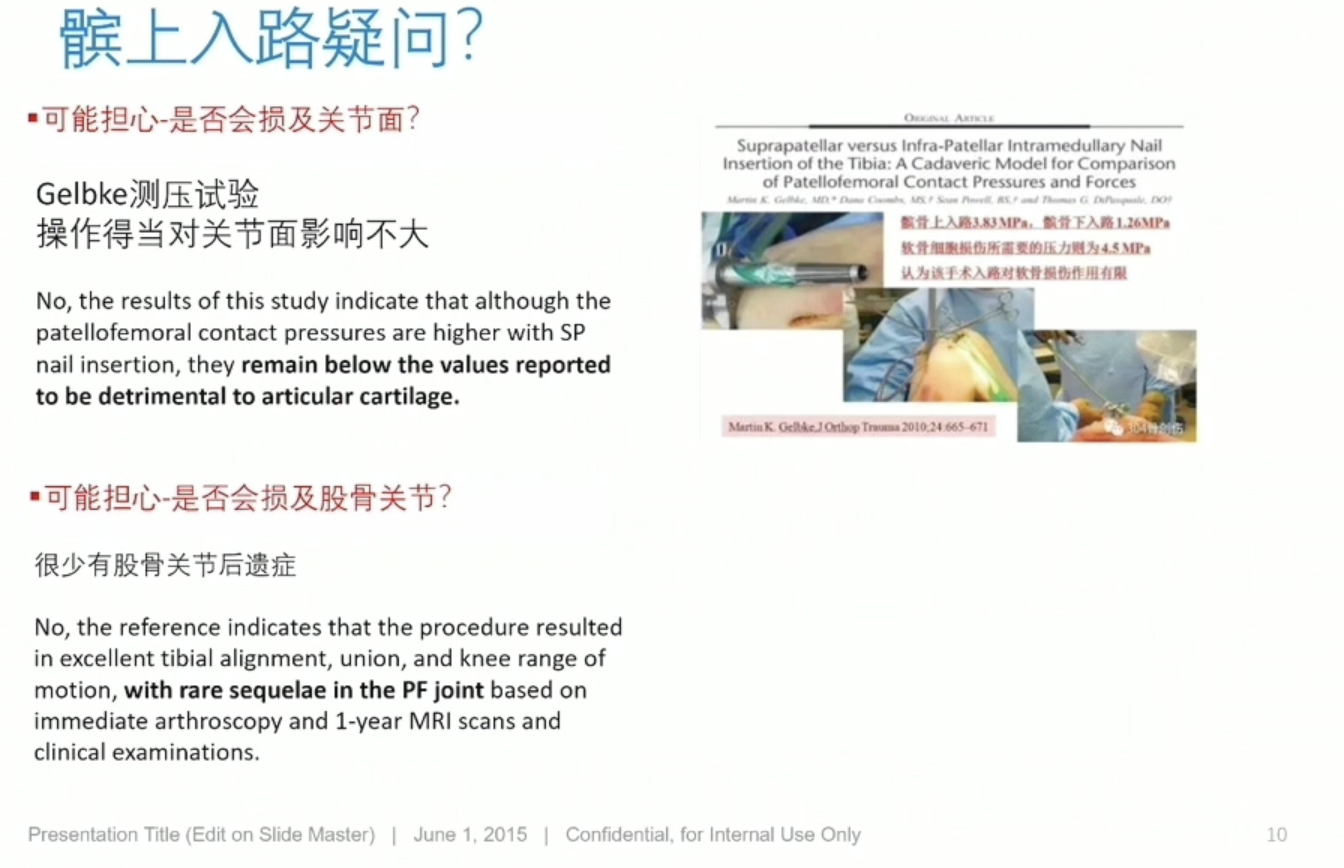 髌上入路疑问?
▪可能担心-是否会损及关节面?
Gelbke测压试验
操作得当对关节面影响不大
No, the results of this study indicate that although the
patellofemoral contact pressures are higher with SP
nail insertion, they remain below the values reported
to be detrimental to articular cartilage.
▪可能担心-是否会损及股骨关节?
很少有股骨关节后遗症
No, the reference indicates that the procedure resulted
in excellent tibial alignment, union, and knee range of
motion, with rare sequelae in the PF joint based on
immediate arthroscopy and 1-year MRI scans and
clinical examinations.
ORIGINAL ARTICLE
Suprapatellar versus Infra-Patellar Intramedullary Nail
Insertion of the Tibia: A Cadaveric Model for Comparison
of Patellofemoral Contact Pressures and Forces
Martin K. Gelbke, MD,* Dana Coombs, MS,† Sean Powell, BS,† and Thomas G. DiPasquale, DO†
髌骨上入路3.83MPa，髌骨下入路1.26MPa
软骨细胞损伤所需要的压力则为4.5 MPa
认为该手术入路对软骨损伤作用有限
Martin K. Gelbke,J Orthop Trauma 2010;24:665–671
304骨创伤
Presentation Title (Edit on Slide Master) | June 1, 2015 | Confidential, for Internal Use Only
10